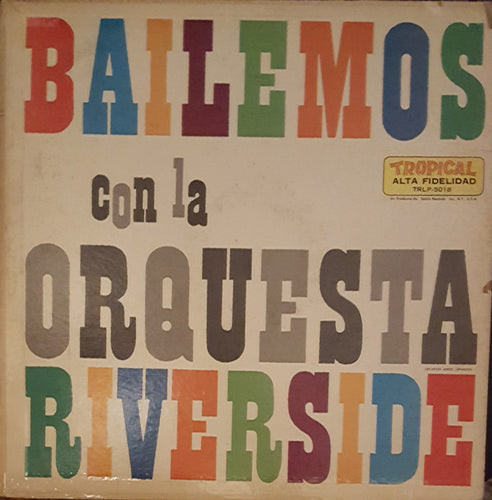 BAILEMOS
TROPICAL
ALTA FIDELIDAD
TRLP-5018
con la
ORQUESTA
RIVERSIDE